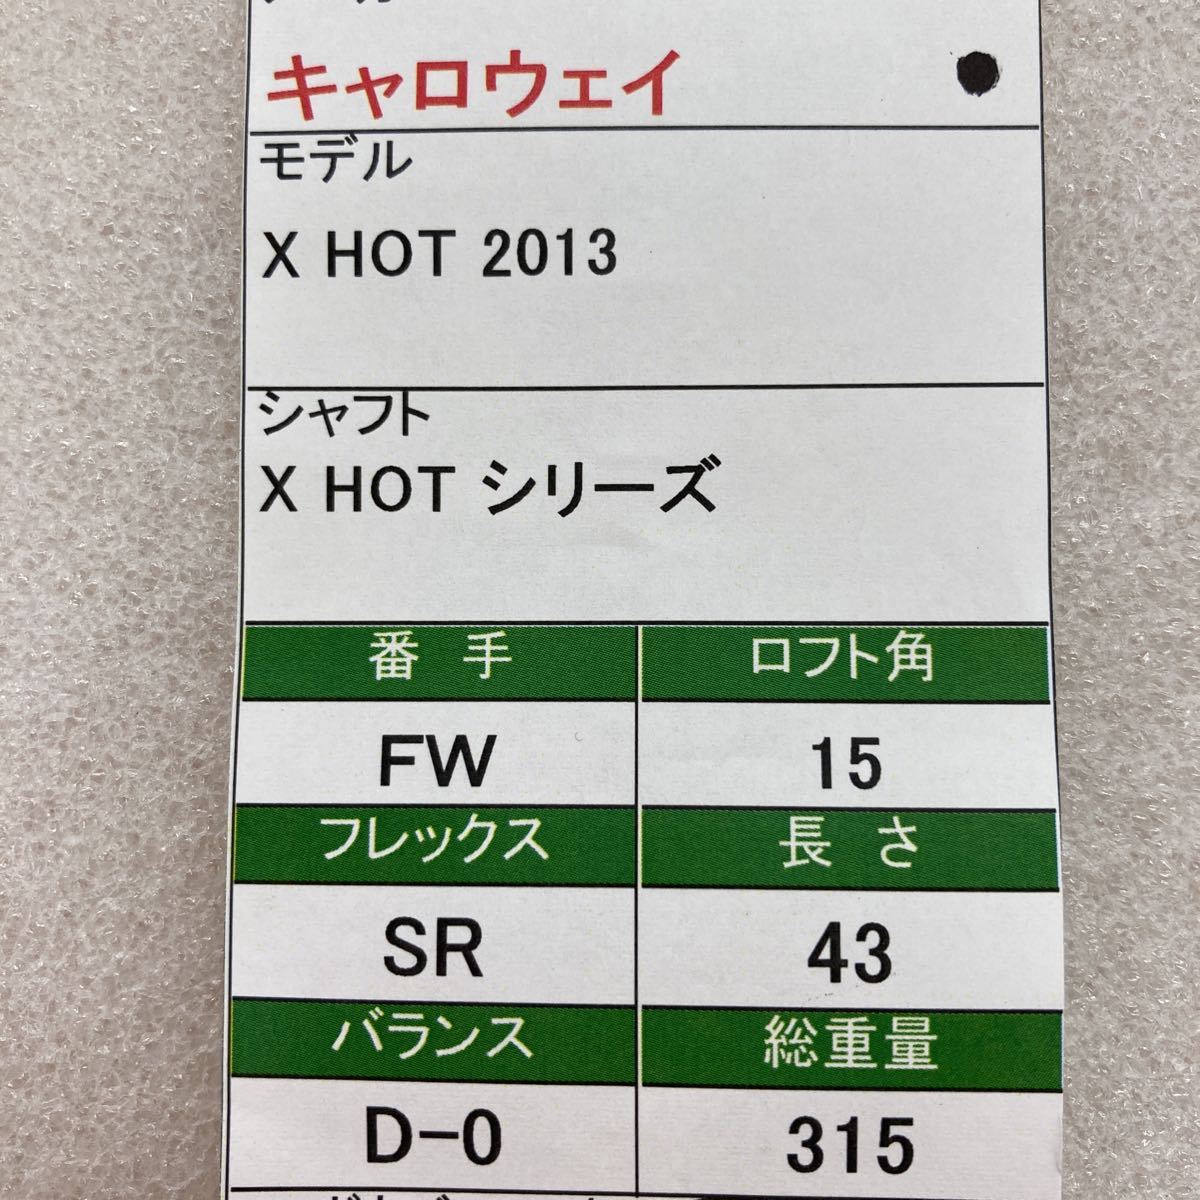 キャロウェイ
モデル
X HOT 2013
シャフト
X HOT シリーズ
番 手 ロフト角
FW 15
フレックス 長 さ
SR 43
バランス 総重量
D-0 315